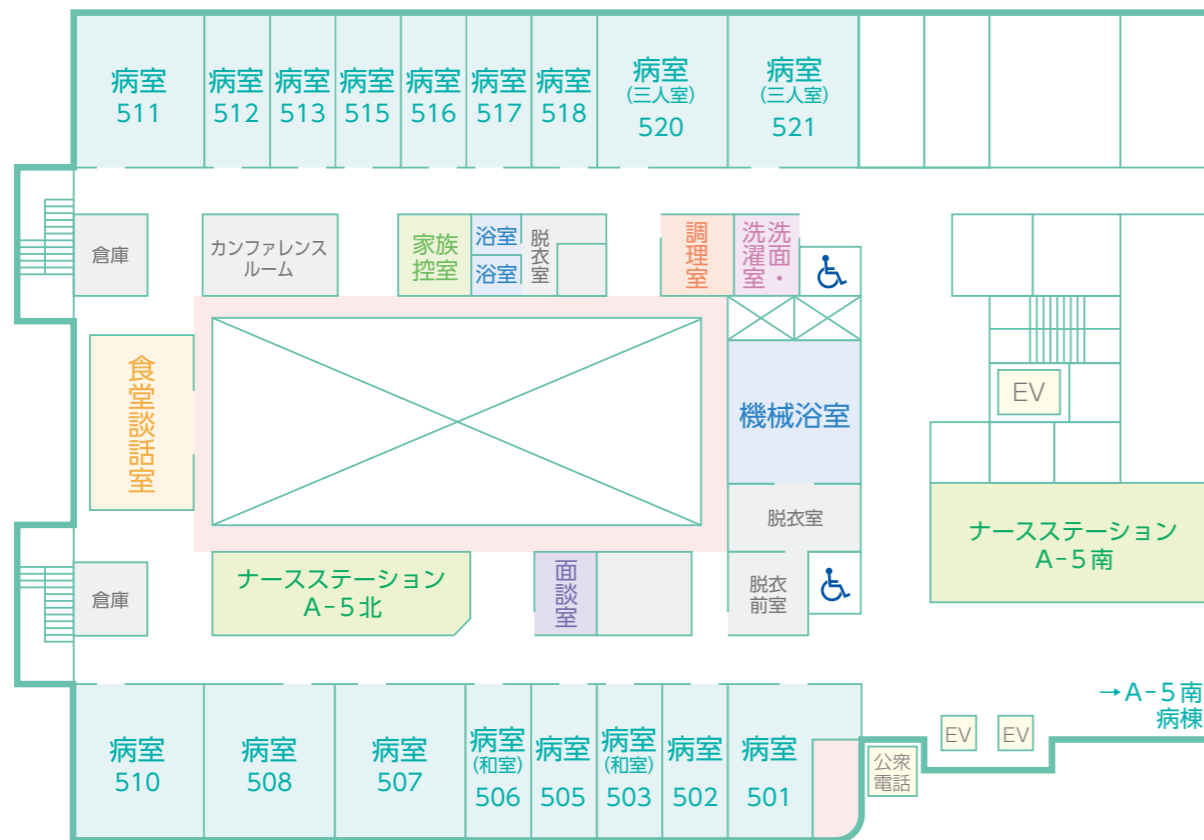 病室
511
病室
512
病室
513
病室
515
病室
516
病室
517
病室
518
病室
(三人室)
520
病室
(三人室)
521
倉庫
カンファレンス
ルーム
家族
控室
浴室
浴室
脱衣室
調理室
洗面・
洗濯室
食堂談話室
機械浴室
EV
脱衣室
ナースステーション
A-5南
倉庫
ナースステーション
A-5北
面談室
脱衣
前室
→A-5南
病棟
病室
510
病室
508
病室
507
病室
(和室)
506
病室
505
病室
(和室)
503
病室
502
病室
501
公衆
電話
EV
EV